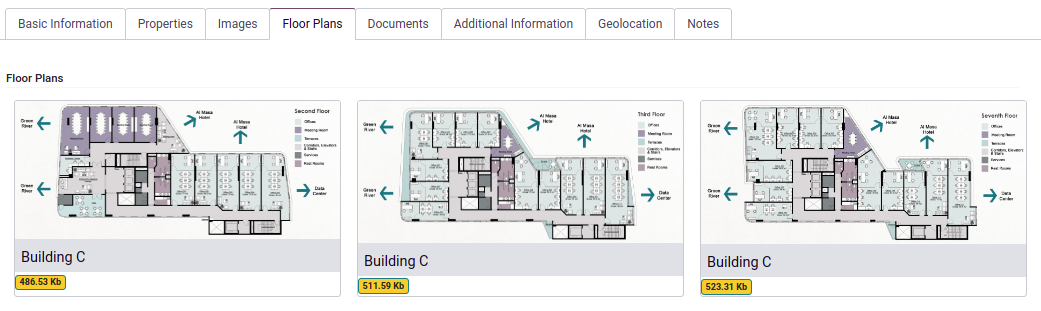 Basic Information
Properties
Images
Floor Plans
Documents
Additional Information
Geolocation
Notes
Floor Plans
Second Floor
Offices
Meeting Room
Terraces
Corridors, Elevators
& Stairs
Services
Rest Rooms
Green
River
Al Masa
Hotel
Al Masa
Hotel
Green
River
Data
Center
Building C
486.53 Kb
Third Floor
Offices
Meeting Room
Terraces
Corridors, Elevators
& Stairs
Services
Rest Rooms
Green
River
Al Masa
Hotel
Al Masa
Hotel
Green
River
Data
Center
Building C
511.59 Kb
Seventh Floor
Offices
Meeting Room
Terraces
Corridors, Elevators
& Stairs
Services
Rest Rooms
Green
River
Al Masa
Hotel
Al Masa
Hotel
Green
River
Data
Center
Building C
523.31 Kb